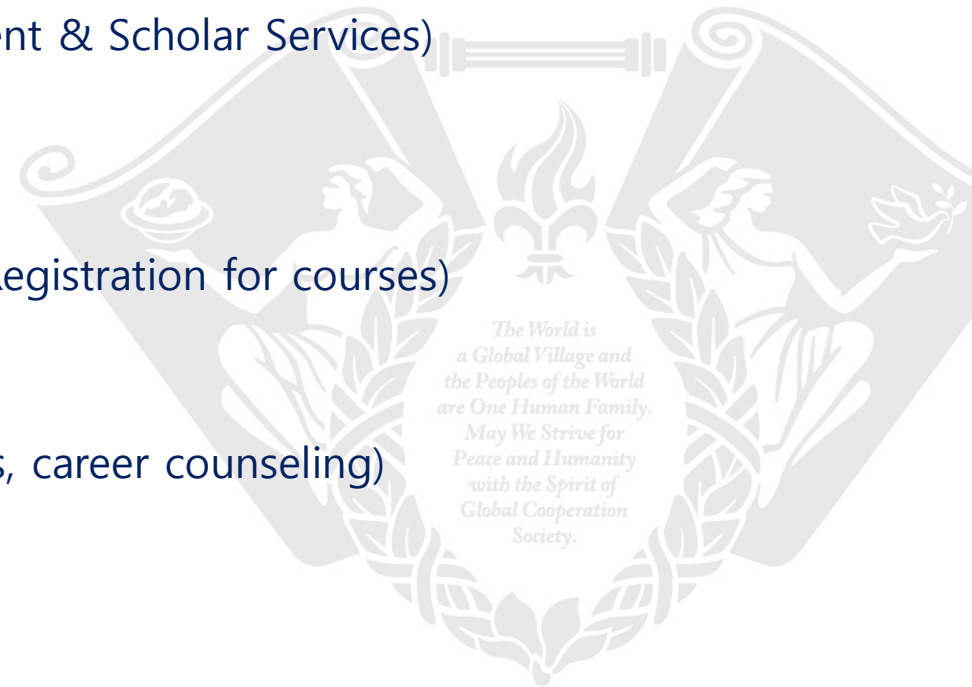 ent & Scholar Services)
egistration for courses)
The World is
a Global Village and
the Peoples of the World
are One Human Family.
May We Strive for
Peace and Humanity
with the Spirit of
Global Cooperation
Society.
s, career counseling)